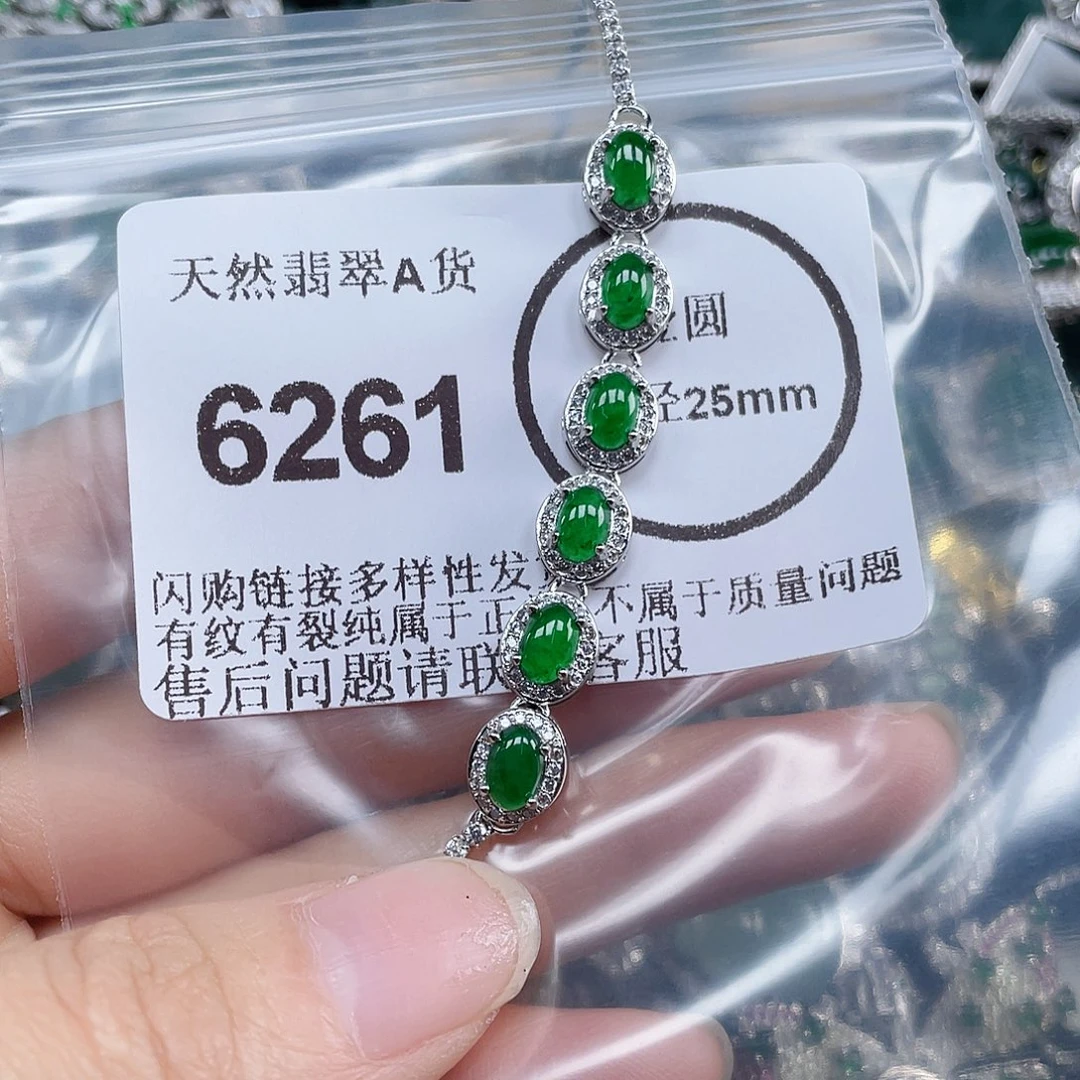 天然翡翠A货
6261
圆
径25mm
闪购链接多样性发 不属于质量问题
有纹有裂纯属于正
售后问题请联 客服